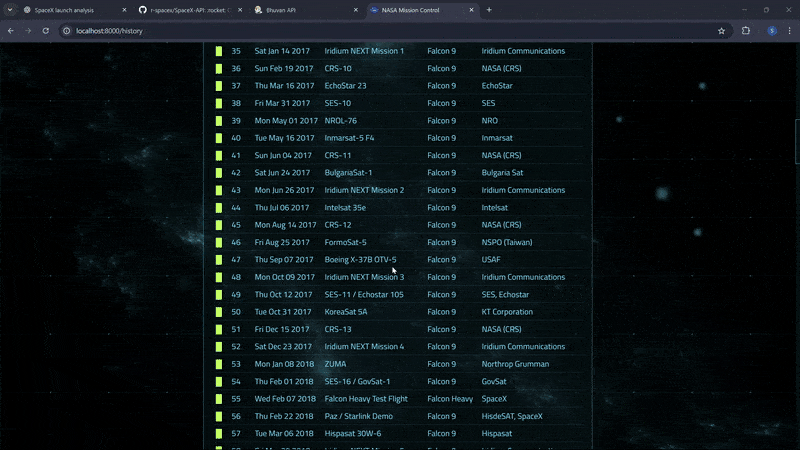 SpaceX launch analysis
r-spacex/SpaceX-API: :rocket:
Bhuvan API
NASA Mission Control
localhost:8000/history
35 Sat Jan 14 2017 Iridium NEXT Mission 1 Falcon 9 Iridium Communications
36 Sun Feb 19 2017 CRS-10 Falcon 9 NASA (CRS)
37 Thu Mar 16 2017 EchoStar 23 Falcon 9 EchoStar
38 Fri Mar 31 2017 SES-10 Falcon 9 SES
39 Mon May 01 2017 NROL-76 Falcon 9 NRO
40 Tue May 16 2017 Inmarsat-5 F4 Falcon 9 Inmarsat
41 Sun Jun 04 2017 CRS-11 Falcon 9 NASA (CRS)
42 Sat Jun 24 2017 BulgariaSat-1 Falcon 9 Bulgaria Sat
43 Mon Jun 26 2017 Iridium NEXT Mission 2 Falcon 9 Iridium Communications
44 Thu Jul 06 2017 Intelsat 35e Falcon 9 Intelsat
45 Mon Aug 14 2017 CRS-12 Falcon 9 NASA (CRS)
46 Fri Aug 25 2017 FormoSat-5 Falcon 9 NSPO (Taiwan)
47 Thu Sep 07 2017 Boeing X-37B OTV-5 Falcon 9 USAF
48 Mon Oct 09 2017 Iridium NEXT Mission 3 Falcon 9 Iridium Communications
49 Thu Oct 12 2017 SES-11 / Echostar 105 Falcon 9 SES, Echostar
50 Tue Oct 31 2017 KoreaSat 5A Falcon 9 KT Corporation
51 Fri Dec 15 2017 CRS-13 Falcon 9 NASA (CRS)
52 Sat Dec 23 2017 Iridium NEXT Mission 4 Falcon 9 Iridium Communications
53 Mon Jan 08 2018 ZUMA Falcon 9 Northrop Grumman
54 Thu Feb 01 2018 SES-16 / GovSat-1 Falcon 9 GovSat
55 Wed Feb 07 2018 Falcon Heavy Test Flight Falcon Heavy SpaceX
56 Thu Feb 22 2018 Paz / Starlink Demo Falcon 9 HisdeSAT, SpaceX
57 Tue Mar 06 2018 Hispasat 30W-6 Falcon 9 Hispasat